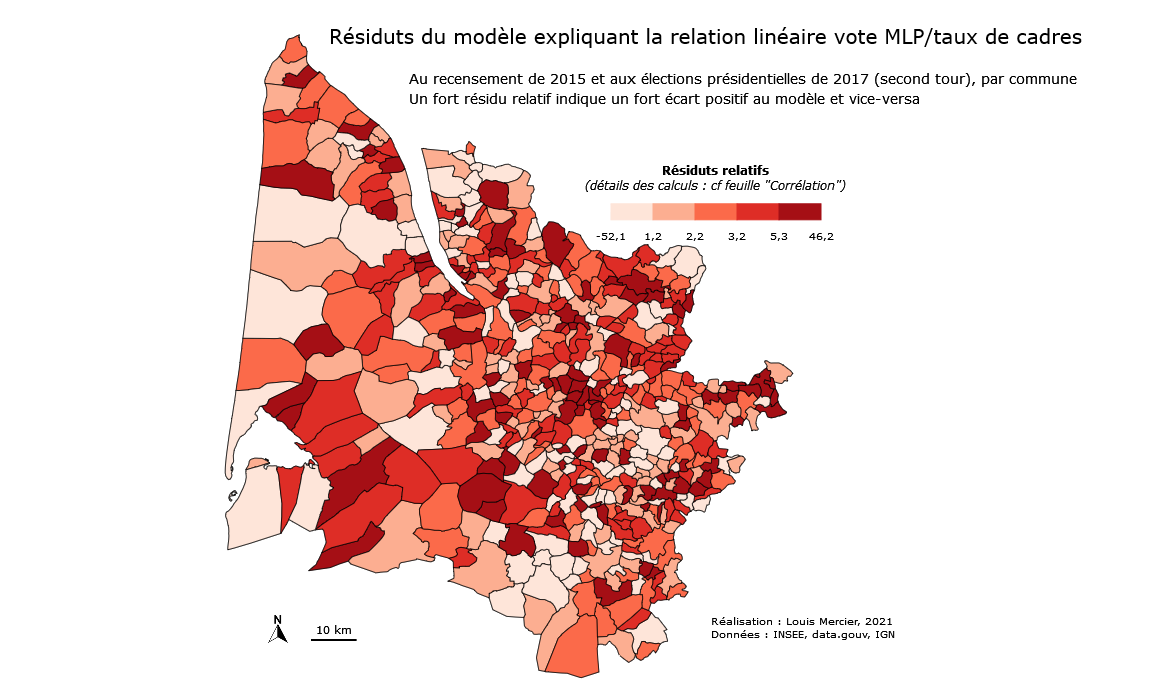 Résiduts du modèle expliquant la relation linéaire vote MLP/taux de cadres
Au recensement de 2015 et aux élections présidentielles de 2017 (second tour), par commune
Un fort résidu relatif indique un fort écart positif au modèle et vice-versa
Résiduts relatifs
(détails des calculs : cf feuille "Corrélation")
-52,1 1,2 2,2 3,2 5,3 46,2
N
10 km
Réalisation : Louis Mercier, 2021
Données : INSEE, data.gouv, IGN